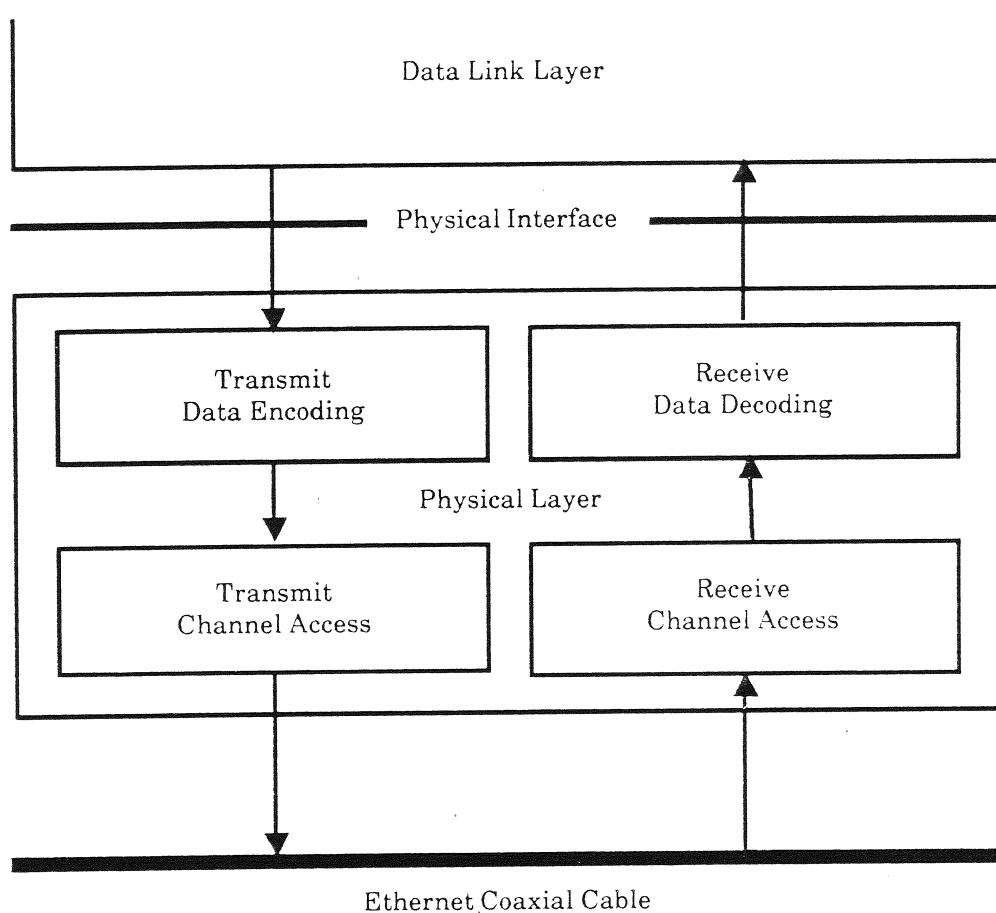 Data Link Layer
Physical Interface
Transmit
Data Encoding
Receive
Data Decoding
Physical Layer
Transmit
Channel Access
Receive
Channel Access
Ethernet Coaxial Cable